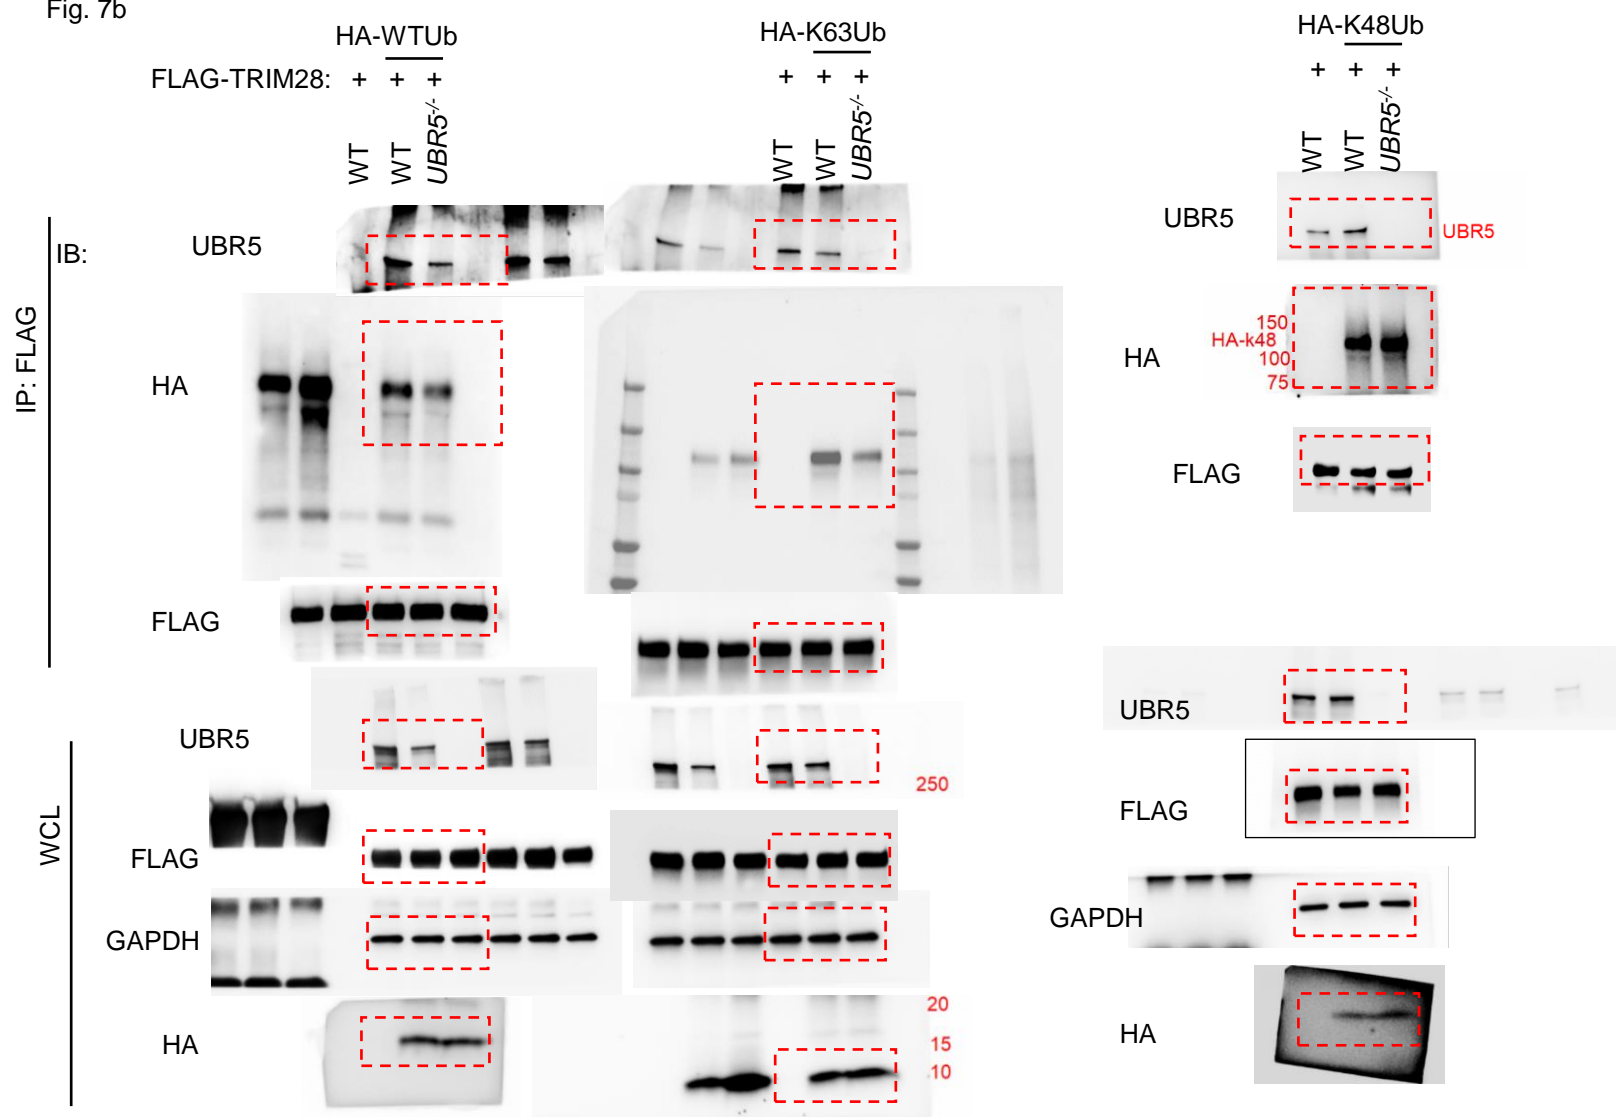 Fig. 7b
HA-WTUb
HA-K63Ub
HA-K48Ub
FLAG-TRIM28: + + +
+ + +
+ + +
WT WT UBR5-/-
WT WT UBR5-/-
WT WT UBR5-/-
IP: FLAG
IB:
UBR5
HA
FLAG
UBR5
UBR5
HA
150
HA-k48
100
75
FLAG
WCL
UBR5
FLAG
GAPDH
HA
250
20
15
10
UBR5
FLAG
GAPDH
HA